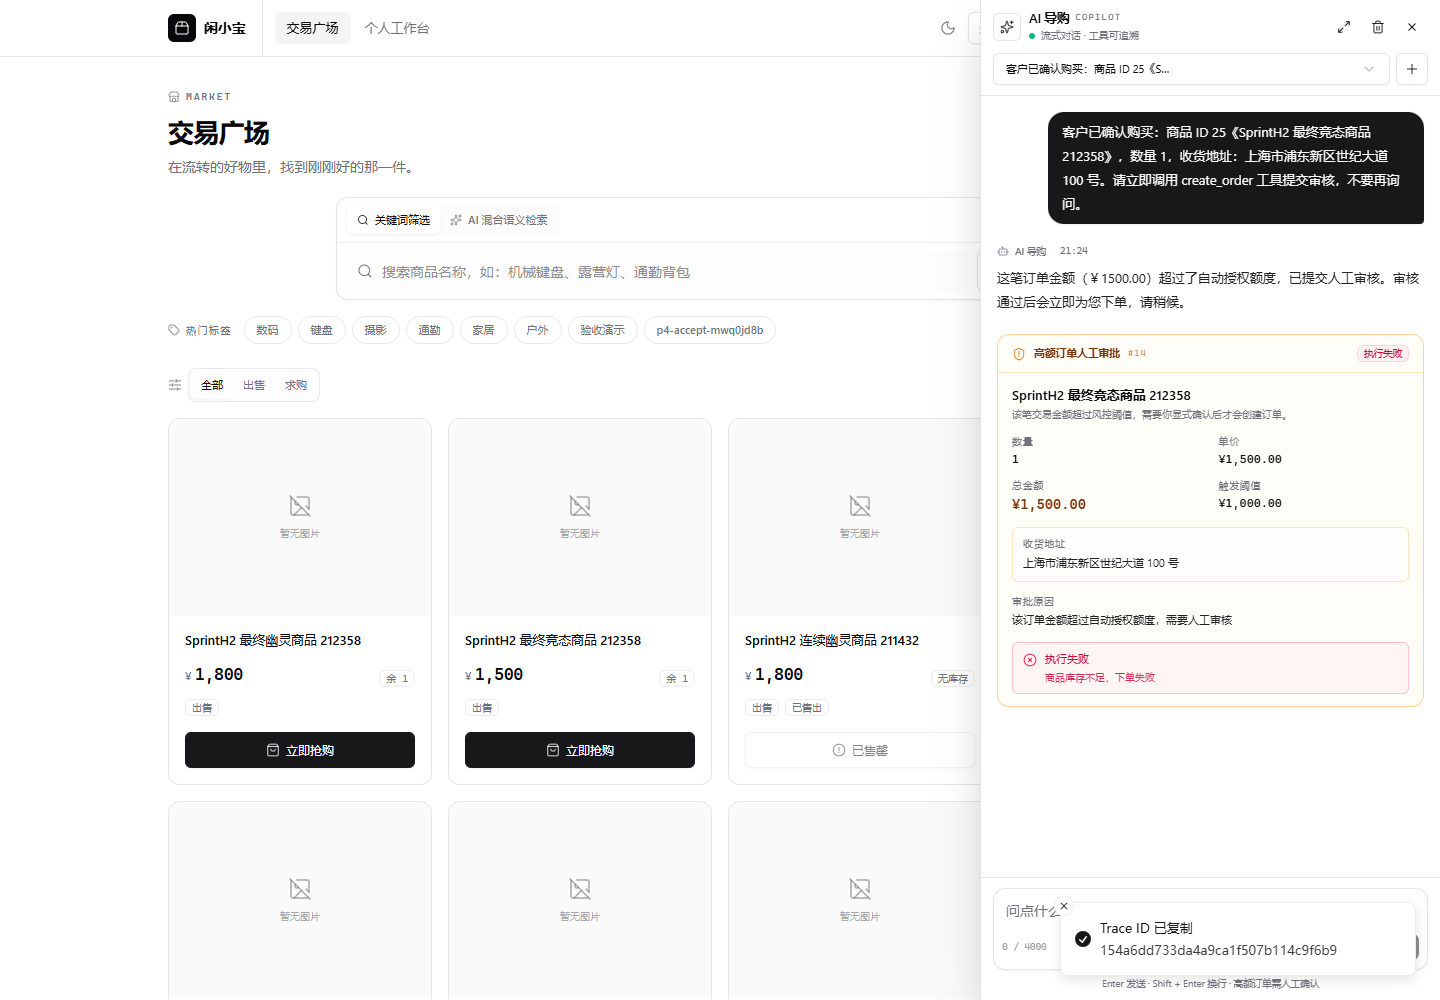 闲小宝
交易广场
个人工作台
MARKET
交易广场
在流转的好物里，找到刚刚好的那一件。
关键词筛选
AI 混合语义检索
搜索商品名称，如：机械键盘、露营灯、通勤背包
热门标签
数码
键盘
摄影
通勤
家居
户外
验收演示
p4-accept-mwq0jd8b
全部
出售
求购
暂无图片
暂无图片
暂无图片
SprintH2 最终幽灵商品 212358
¥ 1,800
余 1
出售
立即抢购
SprintH2 最终竞态商品 212358
¥ 1,500
余 1
出售
立即抢购
SprintH2 连续幽灵商品 211432
¥ 1,800
无库存
出售
已售出
已售罄
暂无图片
暂无图片
暂无图片
AI 导购 COPILOT
流式对话 · 工具可追溯
客户已确认购买：商品 ID 25《S...
客户已确认购买：商品 ID 25《SprintH2 最终竞态商品
212358》，数量 1，收货地址：上海市浦东新区世纪大道
100 号。请立即调用 create_order 工具提交审核，不要再询
问。
AI 导购 · 21:24
这笔订单金额（¥1500.00）超过了自动授权额度，已提交人工审核。审核
通过后会立即为您下单，请稍候。
高额订单人工审批 #14
执行失败
SprintH2 最终竞态商品 212358
该笔交易金额超过风控阈值，需要你显式确认后才会创建订单。
数量
1
单价
¥1,500.00
总金额
¥1,500.00
触发阈值
¥1,000.00
收货地址
上海市浦东新区世纪大道 100 号
审批原因
该订单金额超过自动授权额度，需要人工审核
执行失败
商品库存不足，下单失败
问点什么
0 / 4000
Trace ID 已复制
154a6dd733da4a9ca1f507b114c9f6b9
Enter 发送 · Shift + Enter 换行 · 高额订单需人工确认